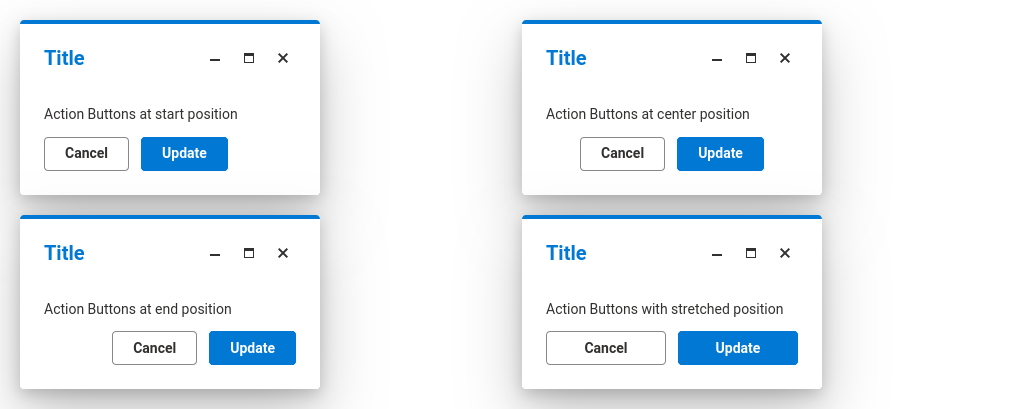 Title
Action Buttons at start position
Cancel Update
Title
Action Buttons at center position
Cancel Update
Title
Action Buttons at end position
Cancel Update
Title
Action Buttons with stretched position
Cancel Update